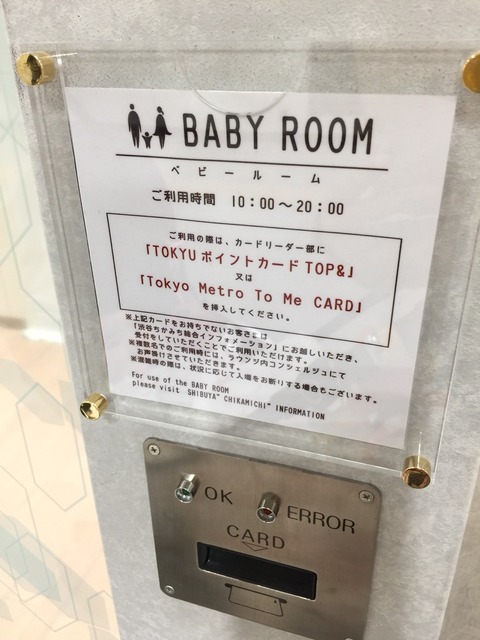 BABY ROOM
ベビールーム
ご利用時間 10:00～20:00
ご利用の際は、カードリーダー部に
「TOKYU ポイントカード TOP&」
又は
「Tokyo Metro To Me CARD」
を挿入してください。
※上記カードをお持ちでないお客さまは
「渋谷ちかみち総合インフォメーション」にお越しいただき、
受付をしていただくことでご利用いただけます。
※複数名でのご利用時には、ラウンジ内コンシェルジュにて
お声掛けさせていただきます。
※混雑時の際は、状況に応じて入場をお断りする場合もございます。
For use of the BABY ROOM
please visit SHIBUYA" CHIKAMICHI" INFORMATION
OK
ERROR
CARD